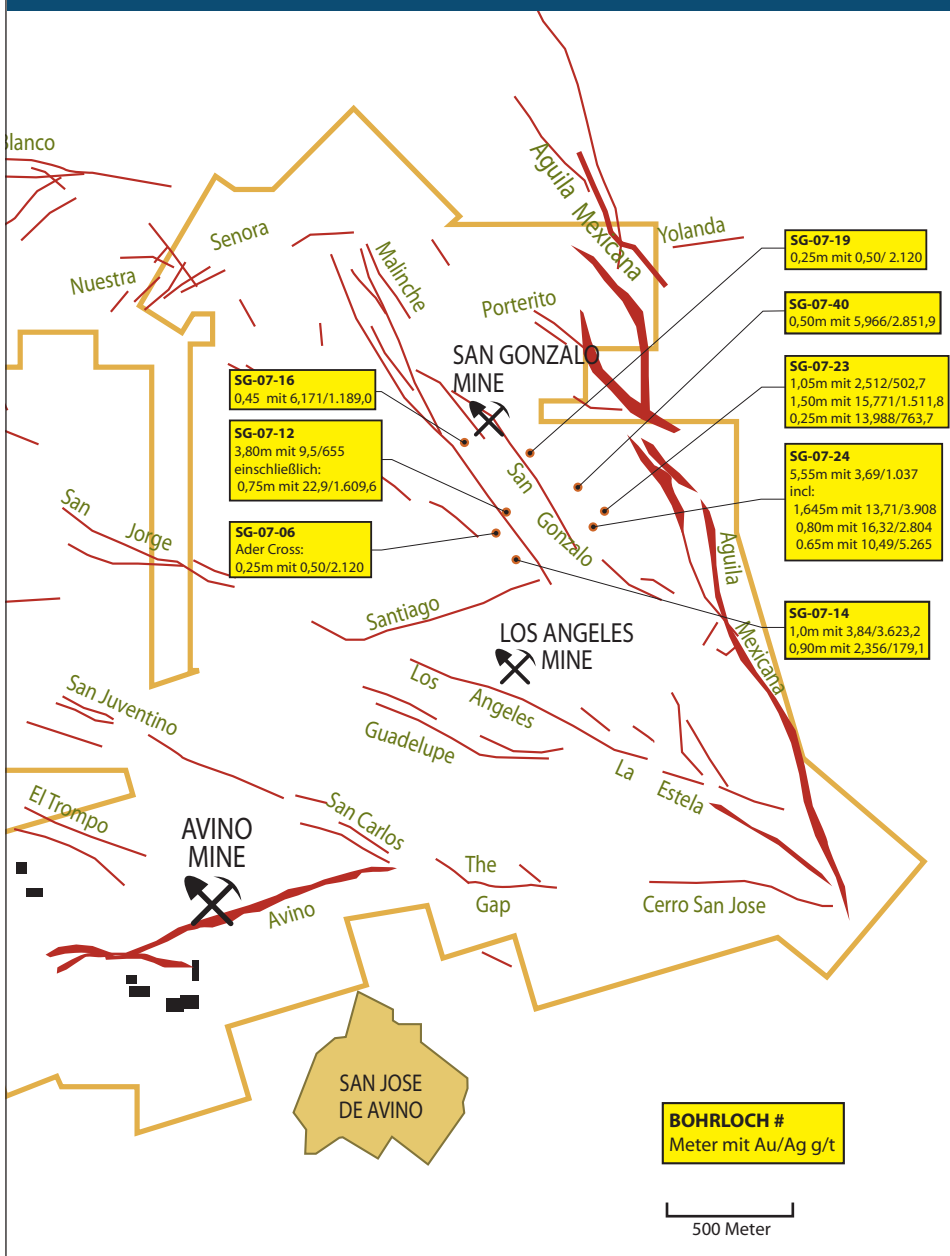 Blanco
Nuestra
Senora
Malinche
Aguila
Mexicana
Yolanda
Porterito
SAN GONZALO
MINE
SG-07-19
0,25m mit 0,50/ 2.120
SG-07-40
0,50m mit 5,966/2.851,9
SG-07-23
1,05m mit 2,512/502,7
1,50m mit 15,771/1.511,8
0,25m mit 13,988/763,7
SG-07-24
5,55m mit 3,69/1.037
incl:
1,645m mit 13,71/3.908
0,80m mit 16,32/2.804
0.65m mit 10,49/5.265
SG-07-14
1,0m mit 3,84/3.623,2
0,90m mit 2,356/179,1
SG-07-16
0,45 mit 6,171/1.189,0
SG-07-12
3,80m mit 9,5/655
einschließlich:
0,75m mit 22,9/1.609,6
SG-07-06
Ader Cross:
0,25m mit 0,50/2.120
San
Jorge
San
Gonzalo
Aguila
Mexicana
Santiago
LOS ANGELES
MINE
Los
Angeles
Guadelupe
La
Estela
San Juventino
El Trompo
San Carlos
AVINO
MINE
Avino
The
Gap
Cerro San Jose
SAN JOSE
DE AVINO
BOHRLOCH #
Meter mit Au/Ag g/t
500 Meter